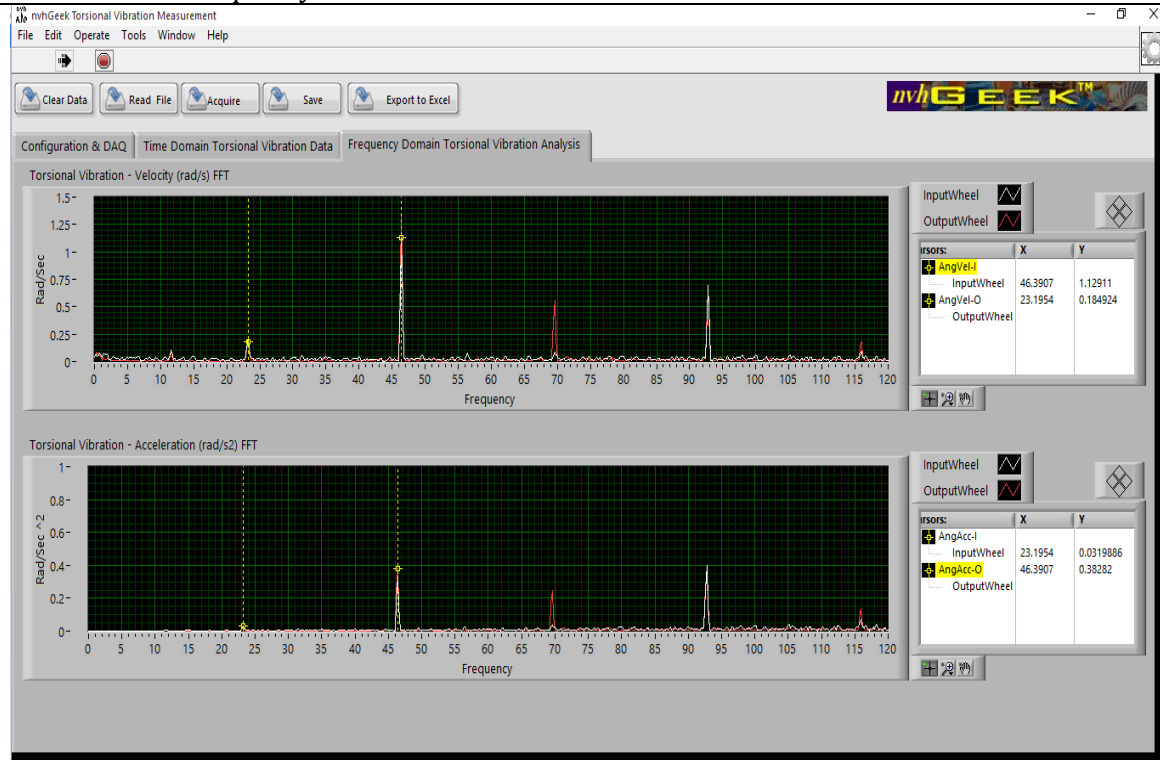 nvhGeek Torsional Vibration Measurement
File Edit Operate Tools Window Help
Clear Data Read File Acquire Save Export to Excel
nvhGEEK™
Configuration & DAQ Time Domain Torsional Vibration Data Frequency Domain Torsional Vibration Analysis
Torsional Vibration - Velocity (rad/s) FFT
Rad/Sec
1.5
1.25
1
0.75
0.5
0.25
0
0 5 10 15 20 25 30 35 40 45 50 55 60 65 70 75 80 85 90 95 100 105 110 115 120
Frequency
InputWheel
OutputWheel
rsors: X Y
AngVel-I
InputWheel 46.3907 1.12911
AngVel-O 23.1954 0.184924
OutputWheel
Torsional Vibration - Acceleration (rad/s2) FFT
Rad/Sec ^2
1
0.8
0.6
0.4
0.2
0
0 5 10 15 20 25 30 35 40 45 50 55 60 65 70 75 80 85 90 95 100 105 110 115 120
Frequency
InputWheel
OutputWheel
rsors: X Y
AngAcc-I
InputWheel 23.1954 0.0319886
AngAcc-O 46.3907 0.38282
OutputWheel